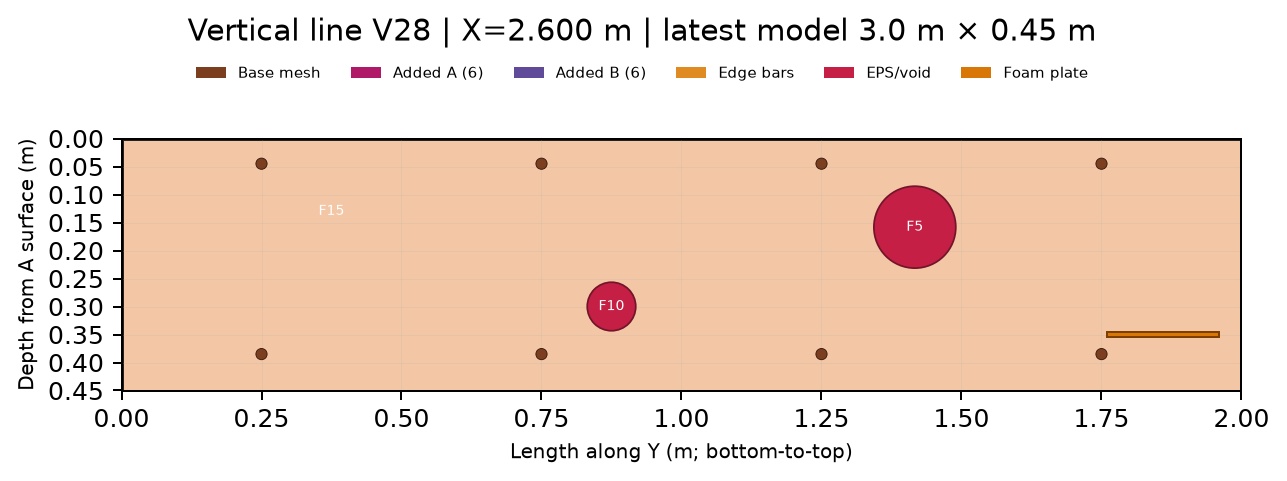 Vertical line V28 | X=2.600 m | latest model 3.0 m × 0.45 m
Base mesh
Added A (6)
Added B (6)
Edge bars
EPS/void
Foam plate
Depth from A surface (m)
0.00
0.05
0.10
0.15
0.20
0.25
0.30
0.35
0.40
0.45
F15
F5
F10
0.00
0.25
0.50
0.75
1.00
1.25
1.50
1.75
2.00
Length along Y (m; bottom-to-top)